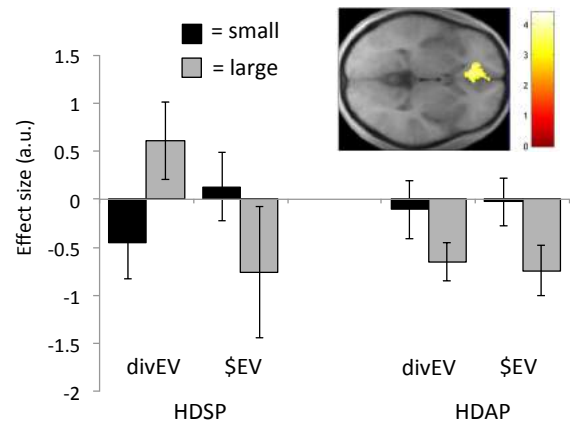 = small
= large
4
3
2
1
0
1.5
1
0.5
0
-0.5
-1
-1.5
-2
Effect size (a.u.)
divEV $EV divEV $EV
HDSP HDAP